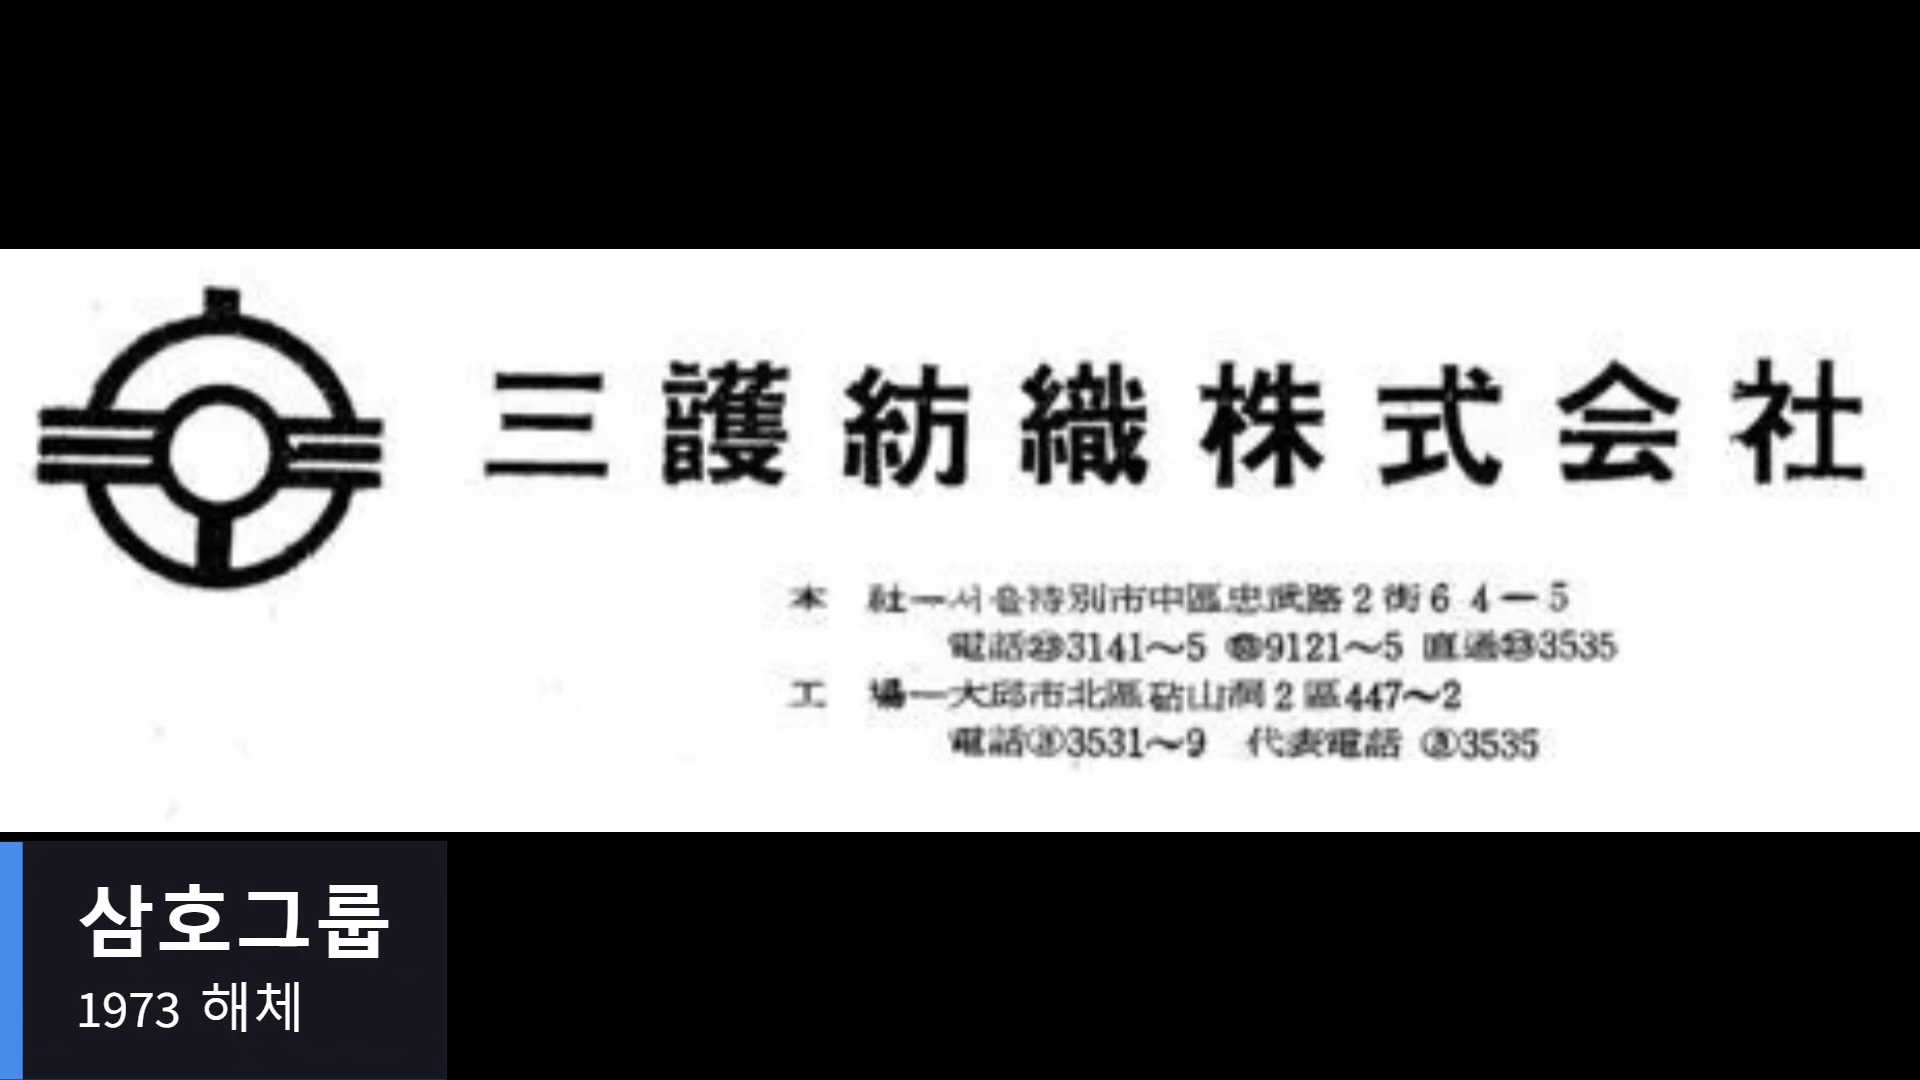 三護紡織株式会社
本 社ー서울特別市中區忠武路2街64ー5
電話㉓3141〜5 9121〜5 直通㉓3535
工 場ー大邱市北區砧山洞2區447〜2
電話③3531〜9 代表電話 ③3535
삼호그룹
1973 해체